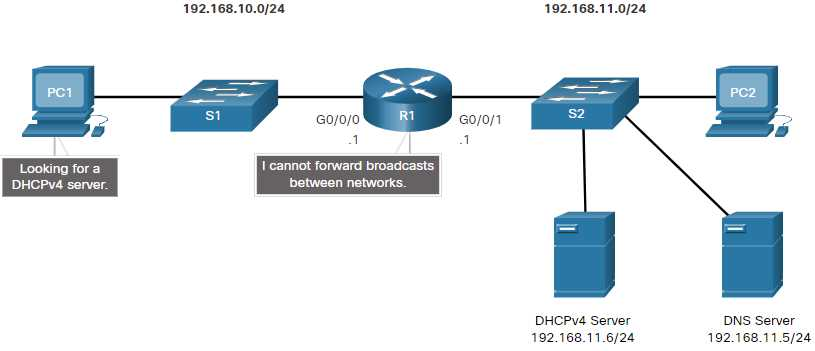 192.168.10.0/24
192.168.11.0/24
PC1
S1
G0/0/0
.1
R1
G0/0/1
.1
S2
PC2
Looking for a
DHCPv4 server.
I cannot forward broadcasts
between networks.
DHCPv4 Server
192.168.11.6/24
DNS Server
192.168.11.5/24